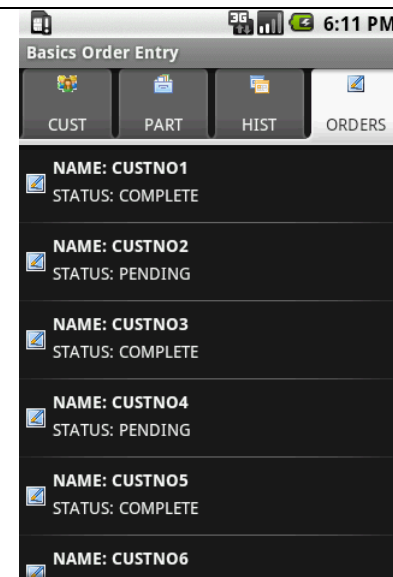 3G 6:11 PM
Basics Order Entry
CUST PART HIST ORDERS
NAME: CUSTNO1
STATUS: COMPLETE
NAME: CUSTNO2
STATUS: PENDING
NAME: CUSTNO3
STATUS: COMPLETE
NAME: CUSTNO4
STATUS: PENDING
NAME: CUSTNO5
STATUS: COMPLETE
NAME: CUSTNO6